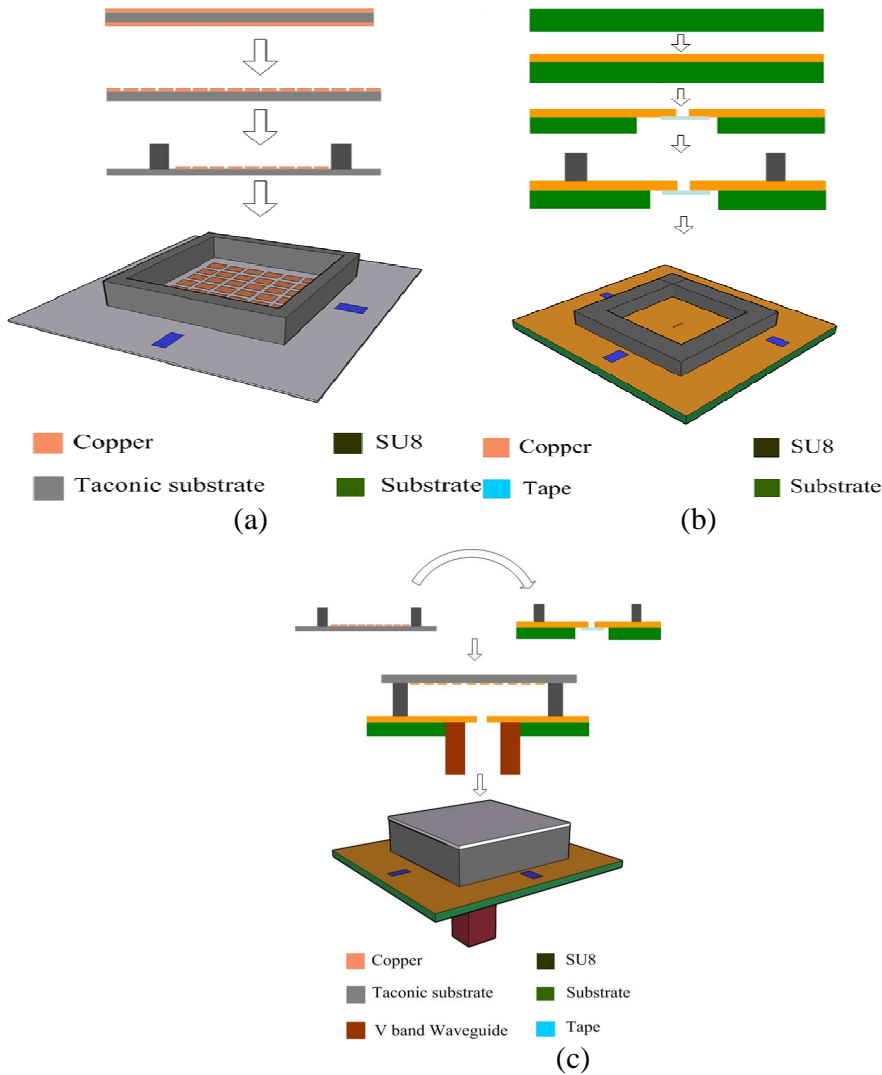 Copper SU8 Copper SU8
Taconic substrate Substrate Tape Substrate
(a) (b)
Copper SU8
Taconic substrate Substrate
V band Waveguide Tape
(c)